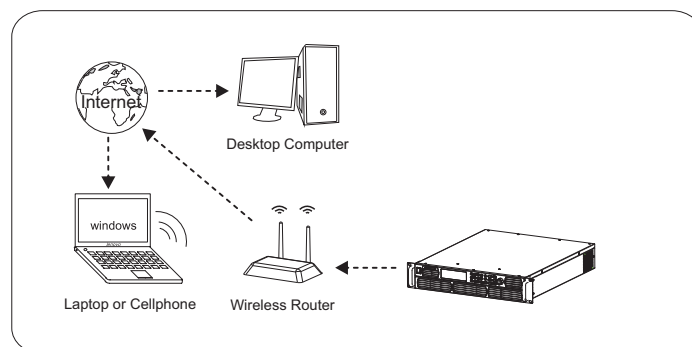 Internet
Desktop Computer
windows
Laptop or Cellphone
Wireless Router